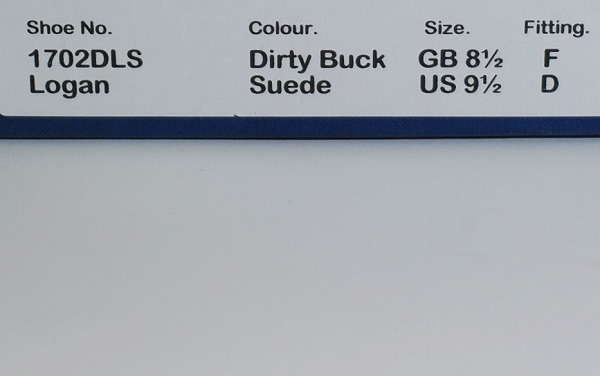 Shoe No. Colour. Size. Fitting.
1702DLS Dirty Buck GB 8½ F
Logan Suede US 9½ D